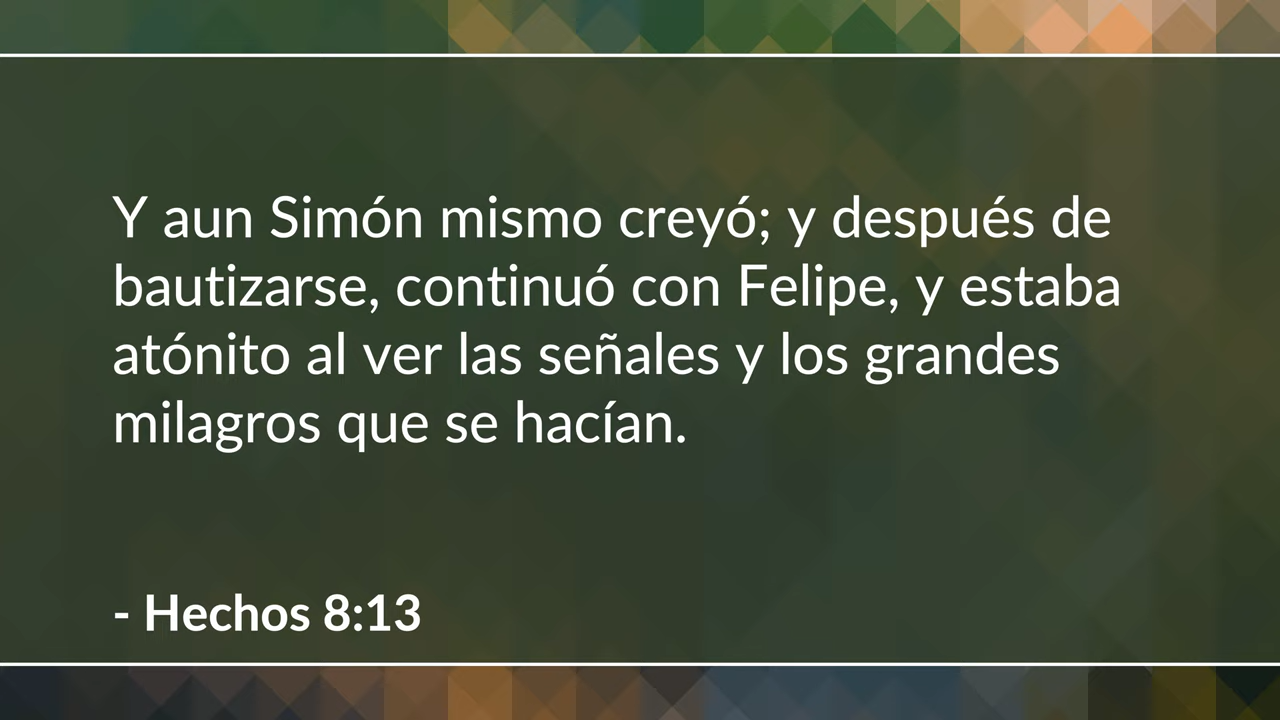 Y aun Simón mismo creyó; y después de
bautizarse, continuó con Felipe, y estaba
atónito al ver las señales y los grandes
milagros que se hacían.
- Hechos 8:13